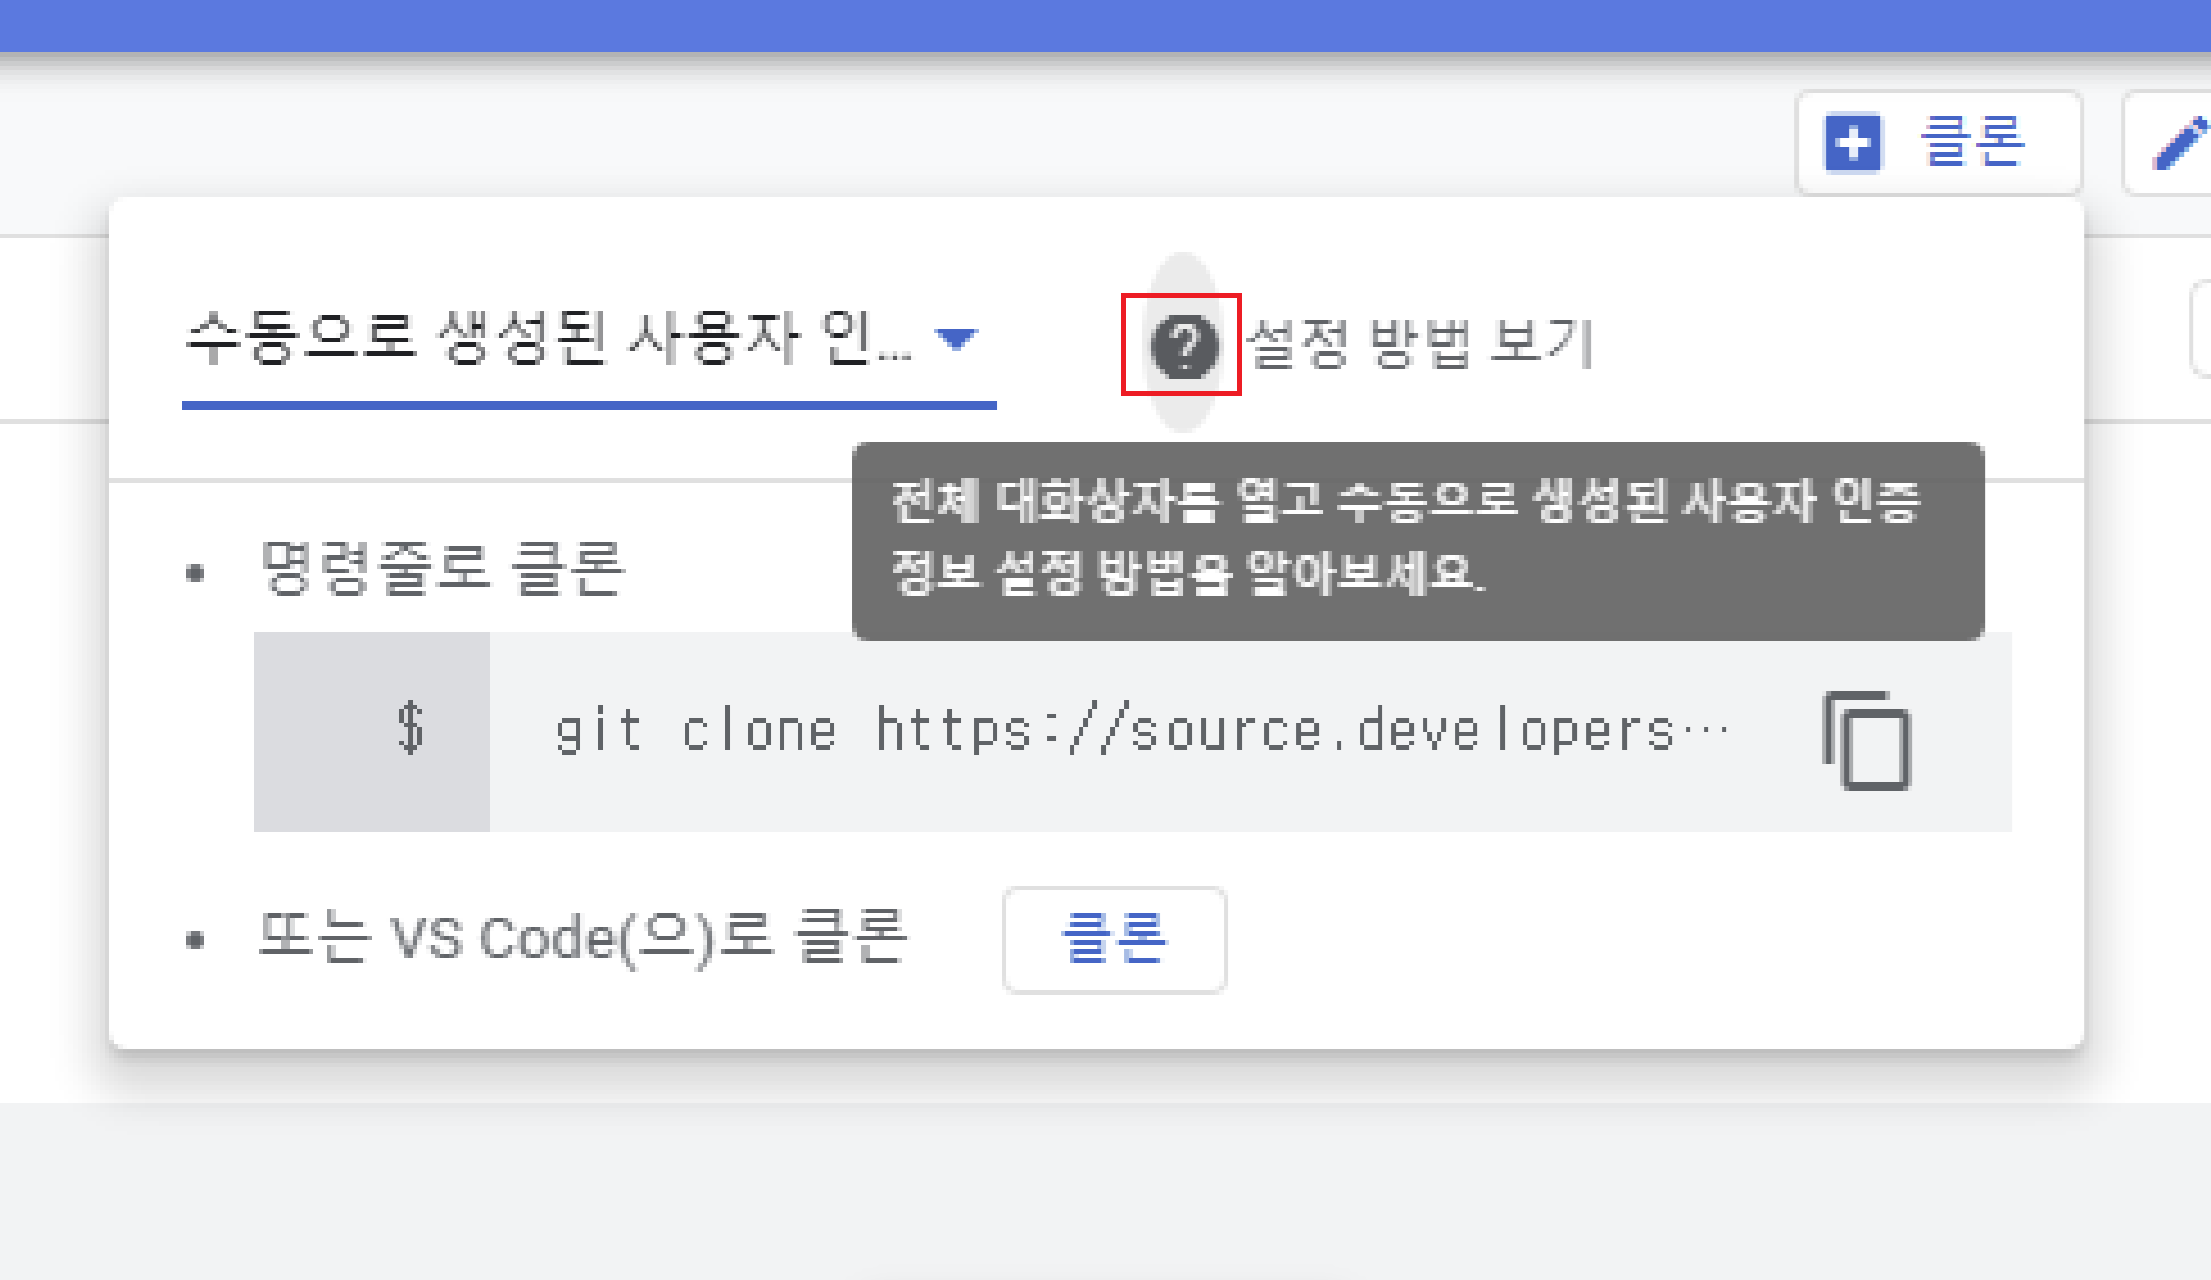 클론
수동으로 생성된 사용자 인...
설정 방법 보기
전체 대화상자를 열고 수동으로 생성된 사용자 인증
정보 설정 방법을 알아보세요.
• 명령줄로 클론
$ git clone https://source.developers…
• 또는 VS Code(으)로 클론
클론